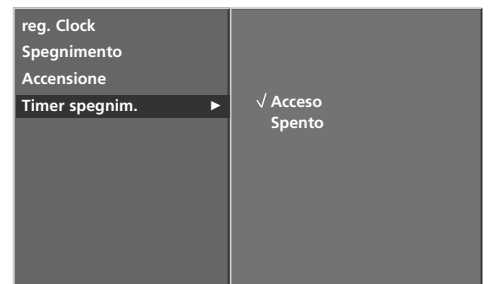 reg. Clock
Spegnimento
Accensione
Timer spegnim. ►
√ Acceso
Spento